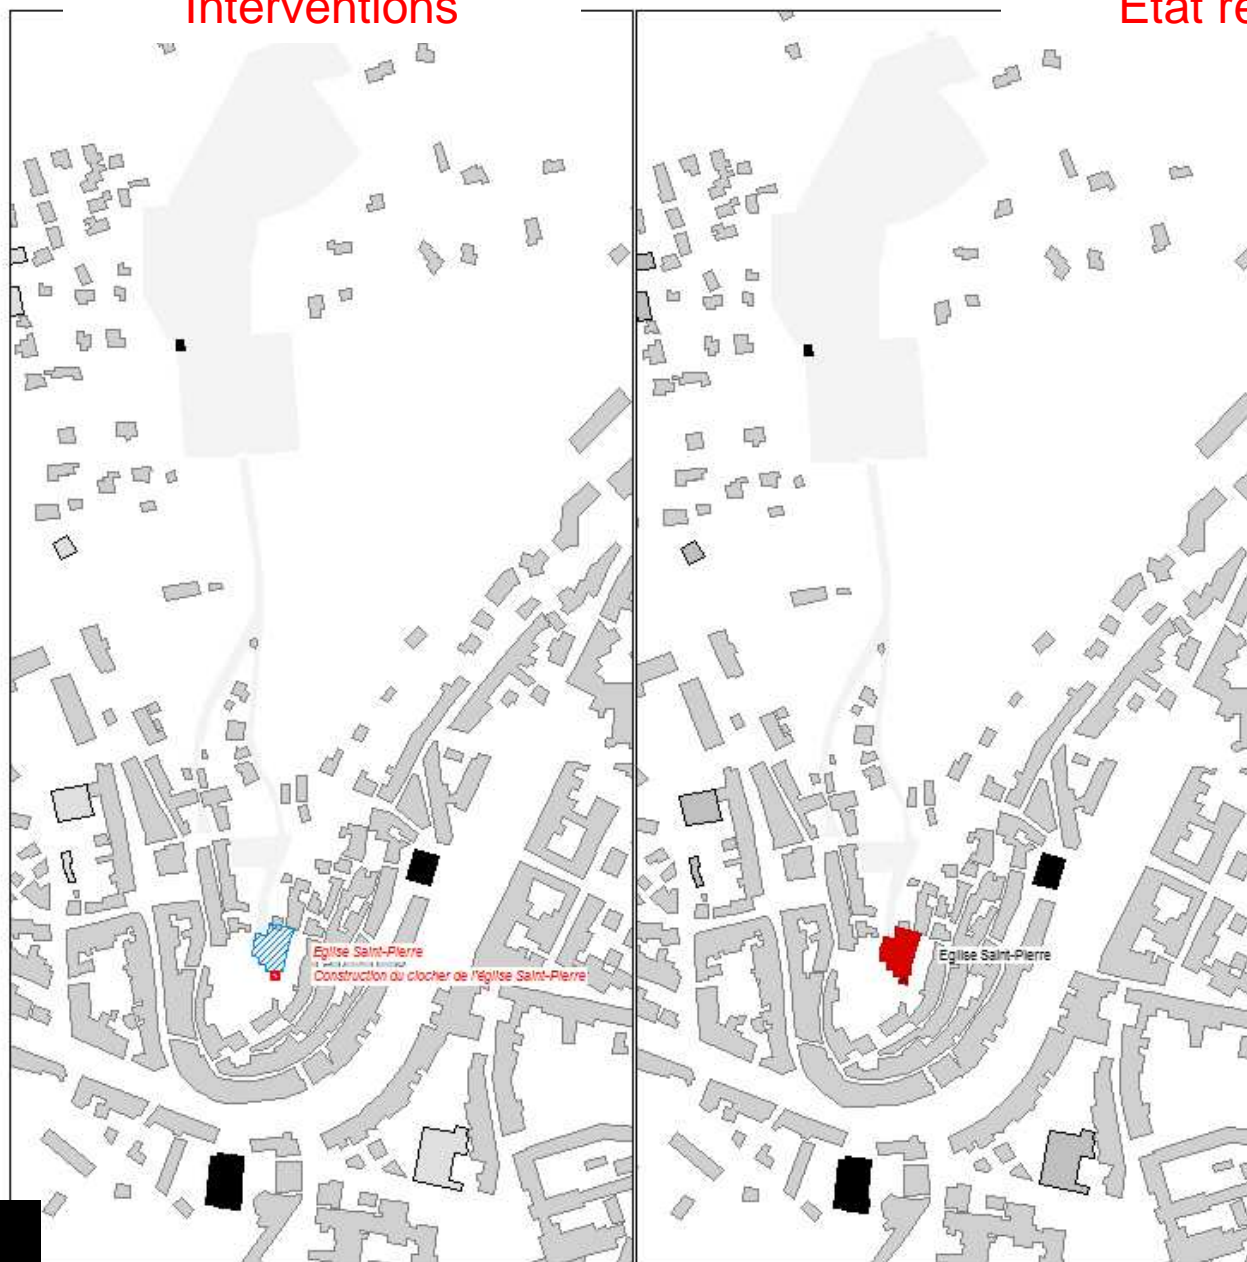 Interventions
Etat re
Eglise Saint-Pierre
Construction du clocher de l'église Saint-Pierre
Eglise Saint-Pierre